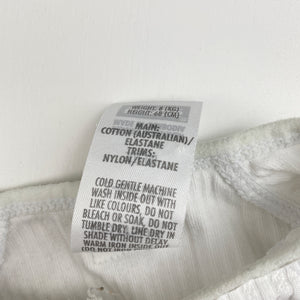 WEIGHT: 6 (KG)
HEIGHT: 60 (CM)
MAIN:
COTTON (AUSTRALIAN)/
ELASTANE
TRIMS:
NYLON/ELASTANE
COLD GENTLE MACHINE
WASH INSIDE OUT WITH
LIKE COLOURS, DO NOT
BLEACH OR SOAK, DO NOT
TUMBLE DRY. LINE DRY IN
SHADE WITHOUT DELAY.
WARM IRON INSIDE OUT